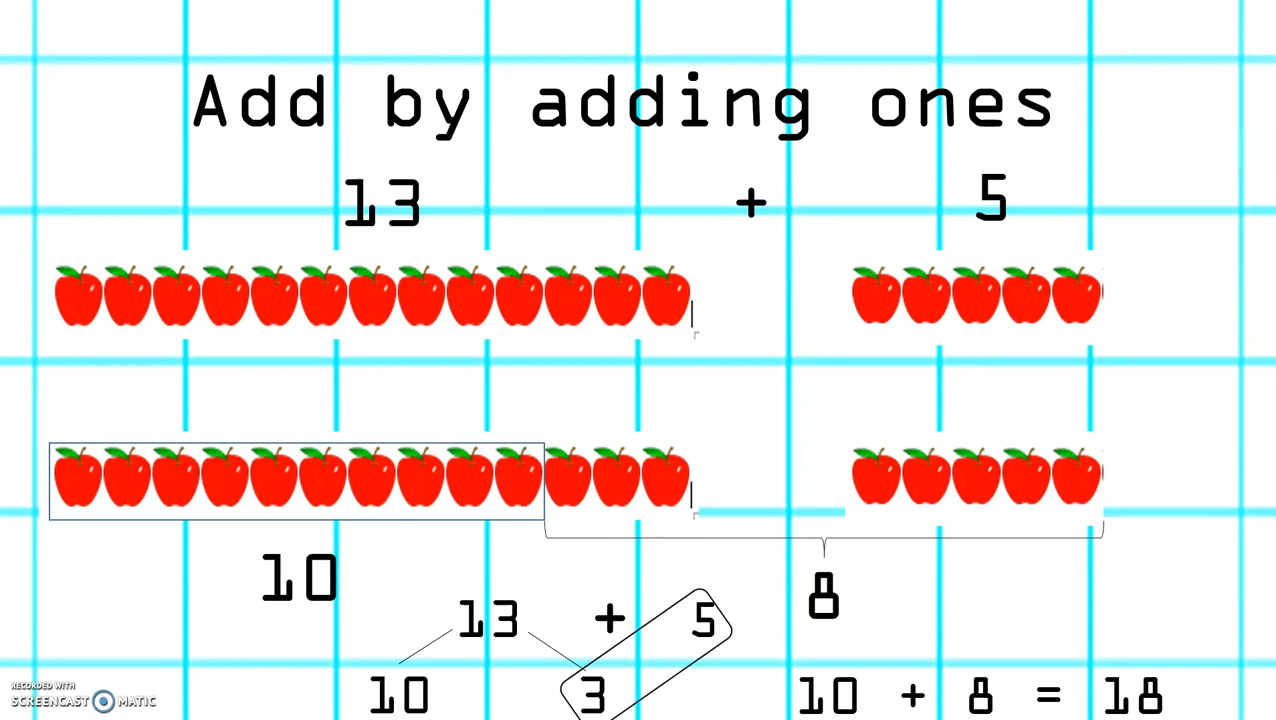 Add by adding ones
13 + 5
10
8
13 + 5
10 3
10 + 8 = 18
RECORDED WITH
SCREENCAST MATIC